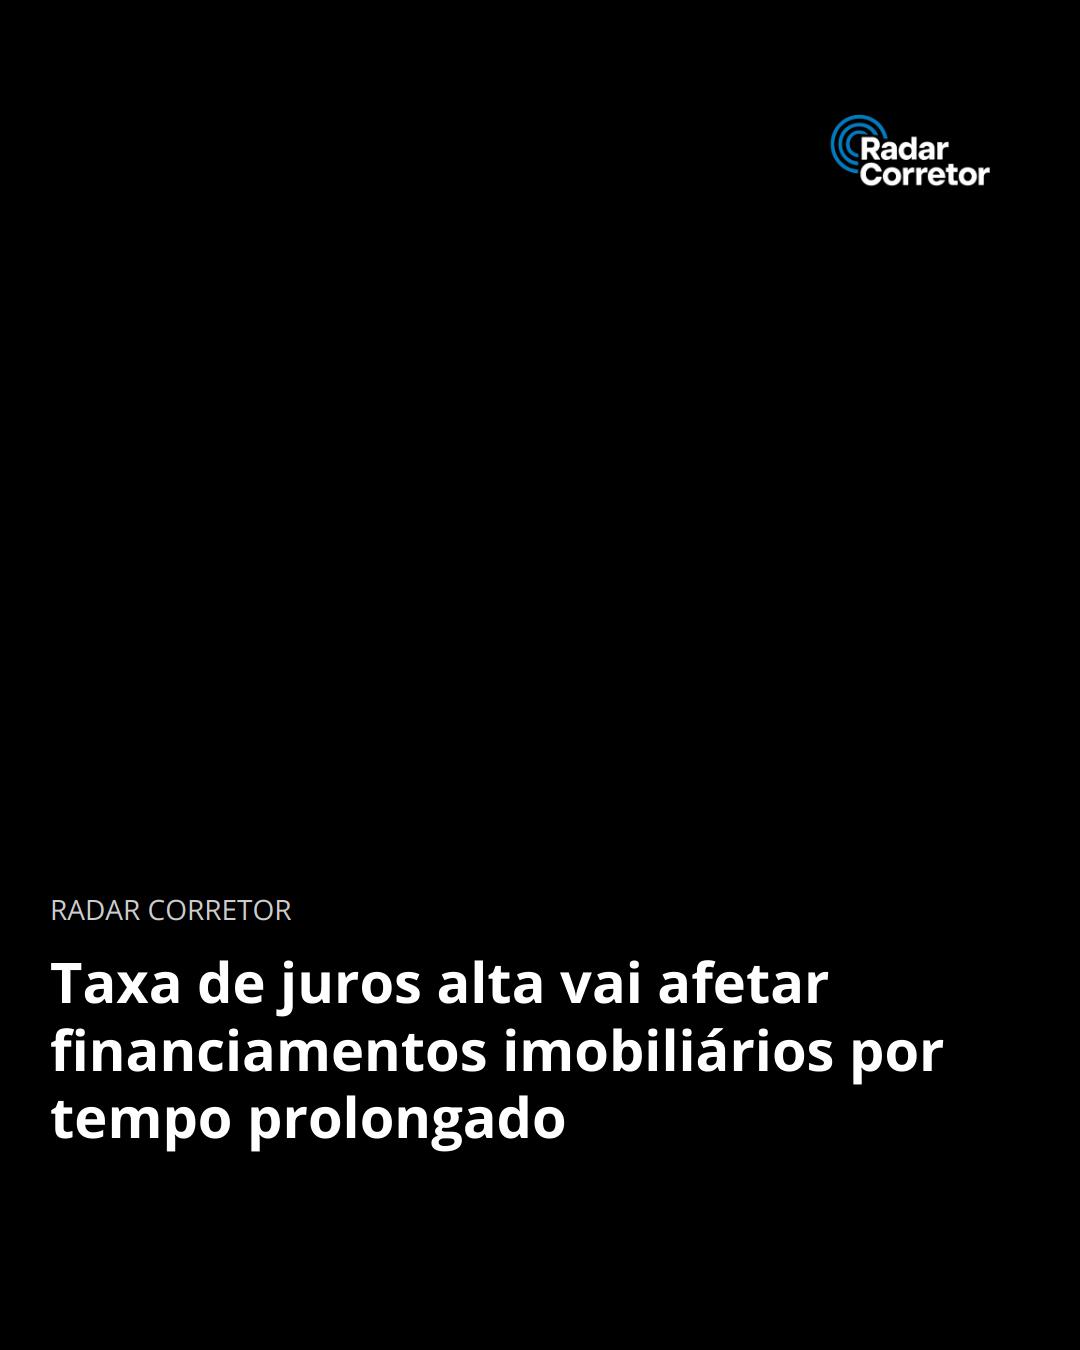 Radar
Corretor
RADAR CORRETOR
Taxa de juros alta vai afetar
financiamentos imobiliários por
tempo prolongado